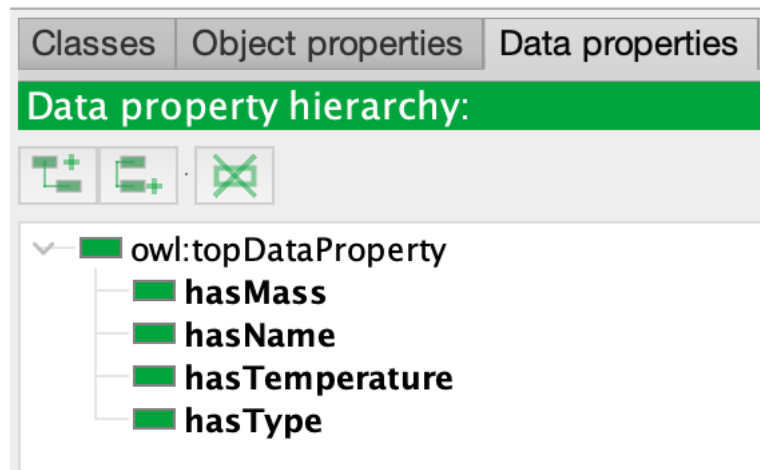 Classes Object properties Data properties
Data property hierarchy:
owl:topDataProperty
hasMass
hasName
hasTemperature
hasType